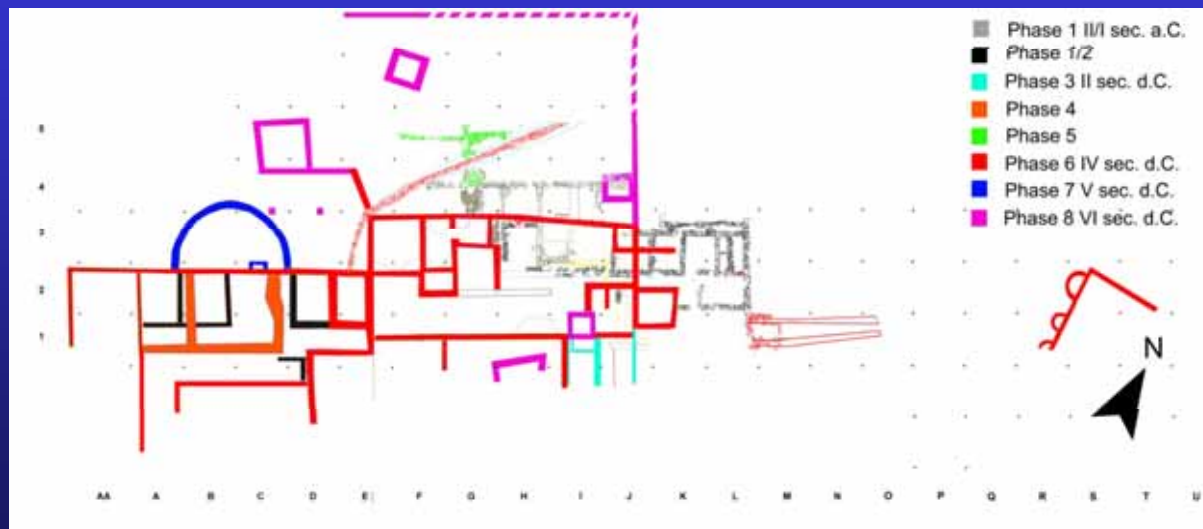 Phase 1 II/I sec. a.C.
Phase 1/2
Phase 3 II sec. d.C.
Phase 4
Phase 5
Phase 6 IV sec. d.C.
Phase 7 V sec. d.C.
Phase 8 VI sec. d.C.
4
3
2
1
N
AA A B C D E F G H I J K L M N O P Q R S T U